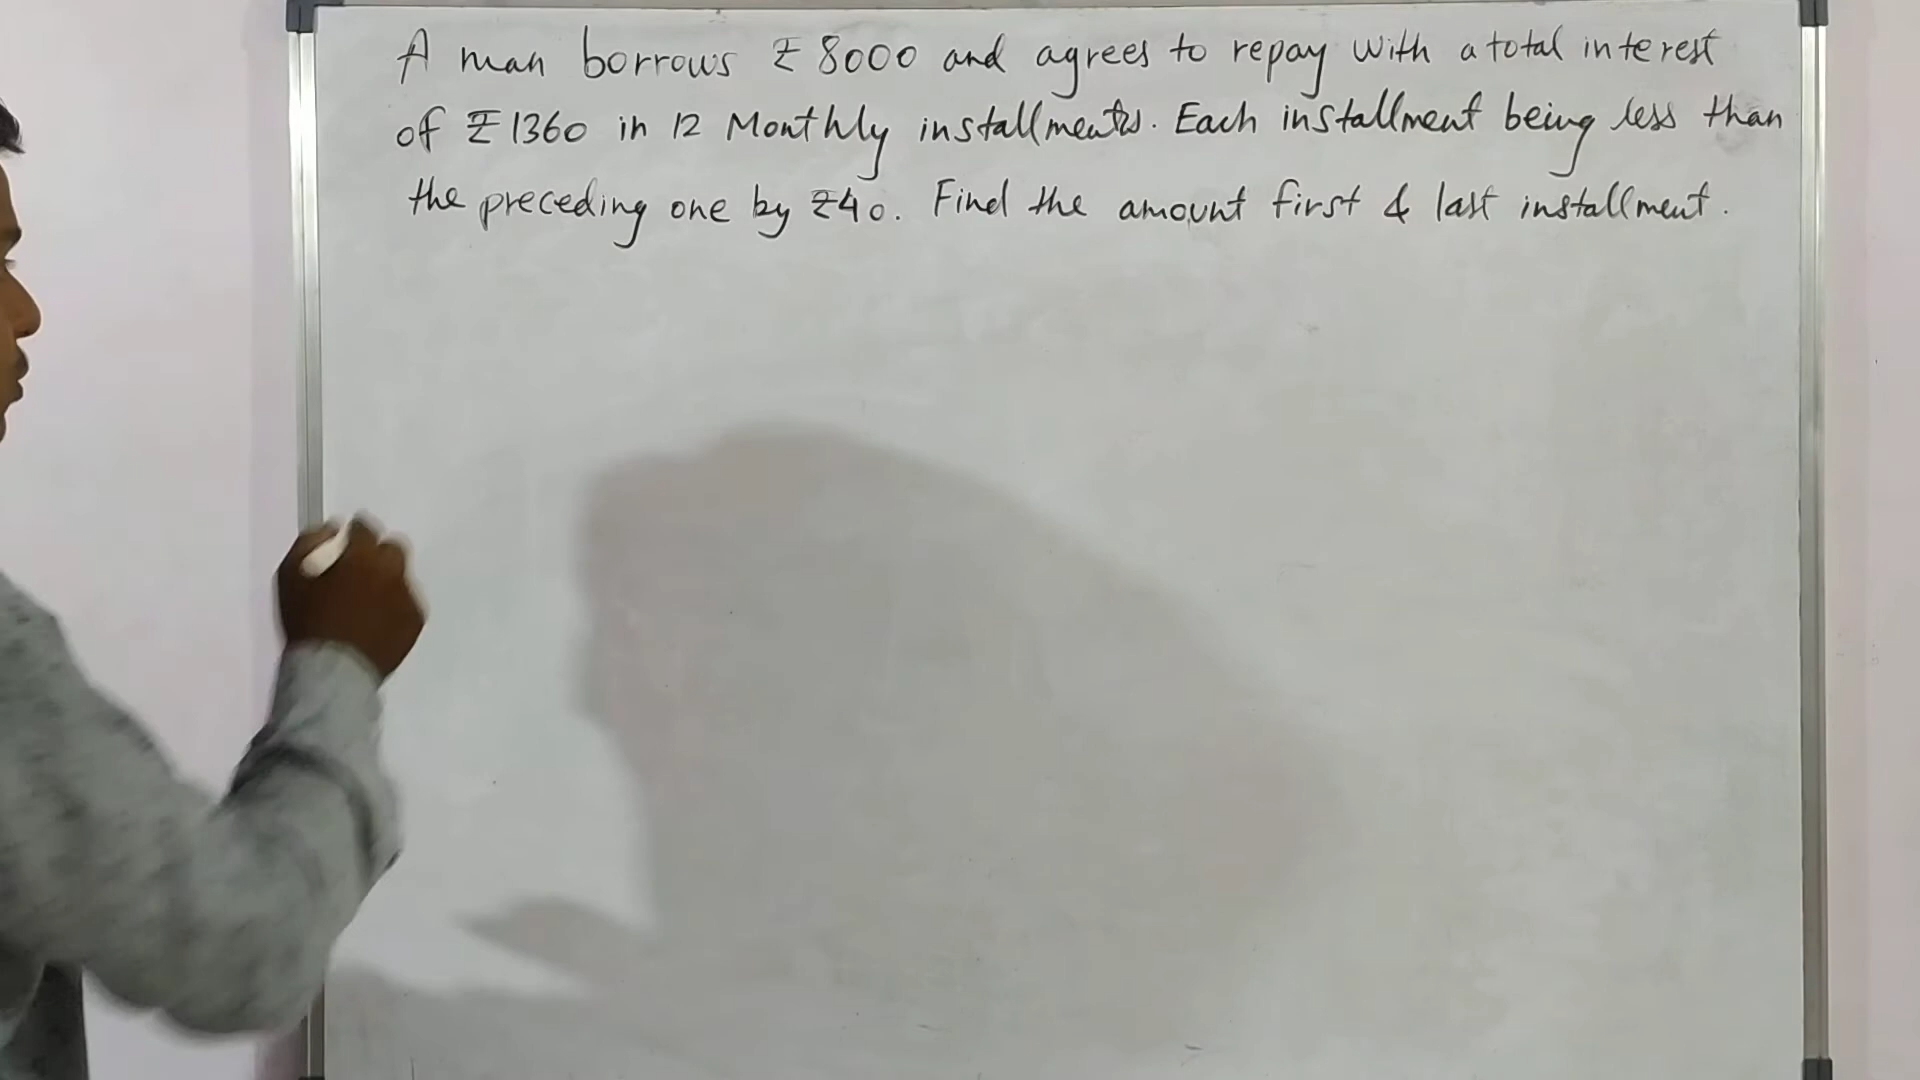 A man borrows ₹8000 and agrees to repay with a total interest
of ₹1360 in 12 Monthly installments. Each installment being less than
the preceding one by ₹40. Find the amount first & last installment.